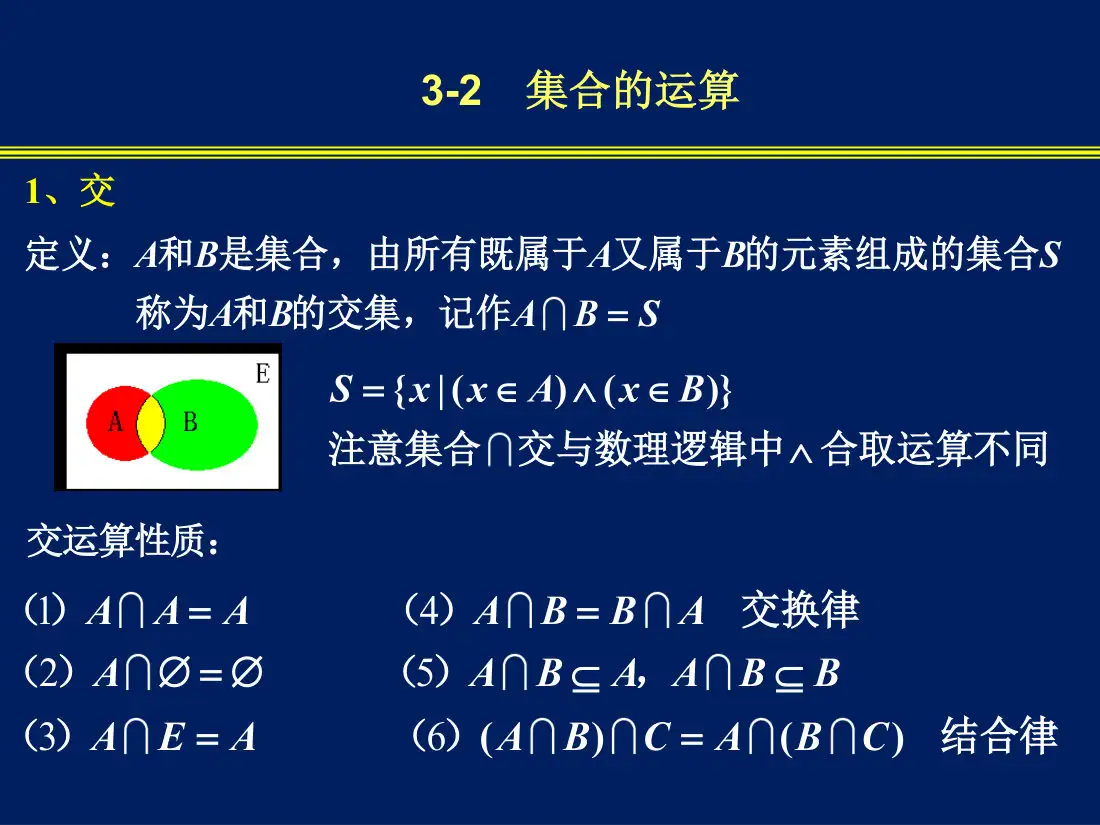 3-2 集合的运算
1、交
定义：A和B是集合，由所有既属于A又属于B的元素组成的集合S
称为A和B的交集，记作A∩B = S
E
A B
S = {x | (x ∈ A) ∧ (x ∈ B)}
注意集合∩交与数理逻辑中∧合取运算不同
交运算性质：
（1）A∩A = A （4）A∩B = B∩A 交换律
（2）A∩∅ = ∅ （5）A∩B ⊆ A，A∩B ⊆ B
（3）A∩E = A （6）(A∩B)∩C = A∩(B∩C) 结合律